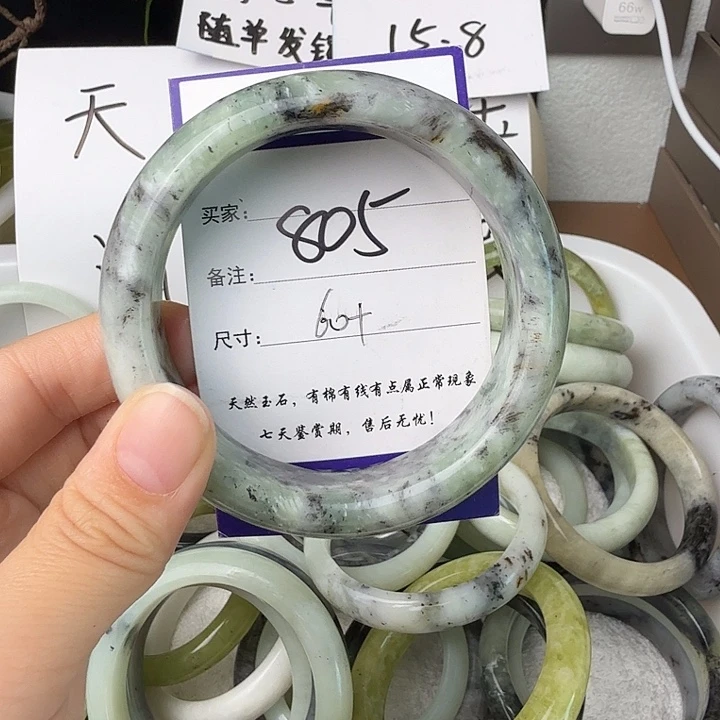 随单发
15.8
66w
天
买家: 805
备注:
尺寸: 60+
天然玉石，有棉有线有点属正常现象
七天鉴赏期，售后无忧！